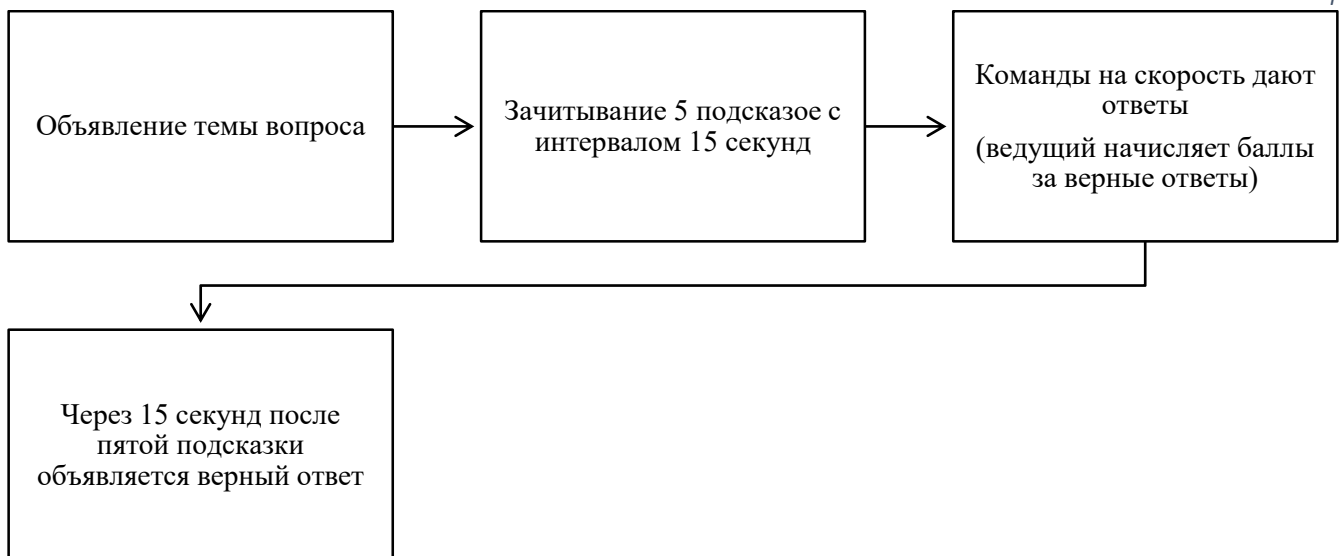 Объявление темы вопроса
Зачитывание 5 подсказое с
интервалом 15 секунд
Команды на скорость дают
ответы
(ведущий начисляет баллы
за верные ответы)
Через 15 секунд после
пятой подсказки
объявляется верный ответ